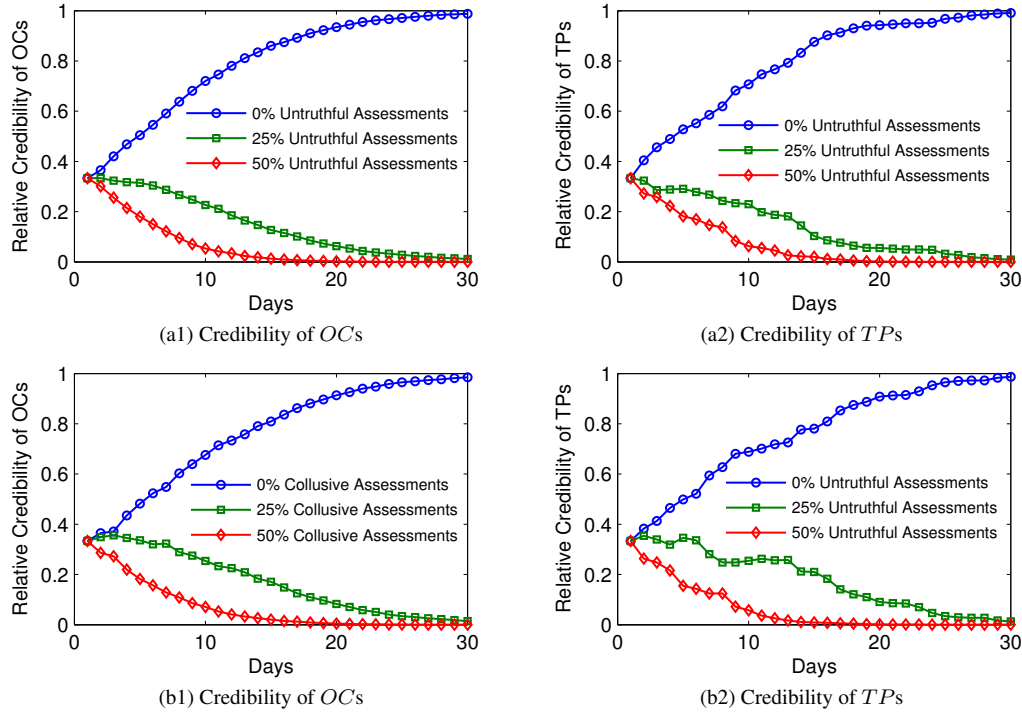 Relative Credibility of OCs
1
0.8
0.6
0.4
0.2
0
0% Untruthful Assessments
25% Untruthful Assessments
50% Untruthful Assessments
0
10
20
30
Days
(a1) Credibility of OCs
Relative Credibility of TPs
1
0.8
0.6
0.4
0.2
0
0% Untruthful Assessments
25% Untruthful Assessments
50% Untruthful Assessments
0
10
20
30
Days
(a2) Credibility of TPs
Relative Credibility of OCs
1
0.8
0.6
0.4
0.2
0
0% Collusive Assessments
25% Collusive Assessments
50% Collusive Assessments
0
10
20
30
Days
(b1) Credibility of OCs
Relative Credibility of TPs
1
0.8
0.6
0.4
0.2
0
0% Untruthful Assessments
25% Untruthful Assessments
50% Untruthful Assessments
0
10
20
30
Days
(b2) Credibility of TPs